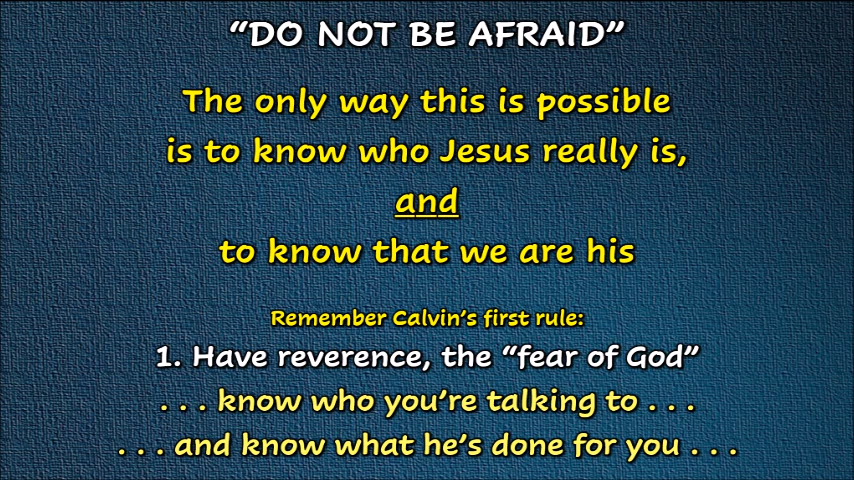 “DO NOT BE AFRAID”
The only way this is possible
is to know who Jesus really is,
and
to know that we are his
Remember Calvin’s first rule:
1. Have reverence, the “fear of God”
. . . know who you’re talking to . . .
. . . and know what he’s done for you . . .